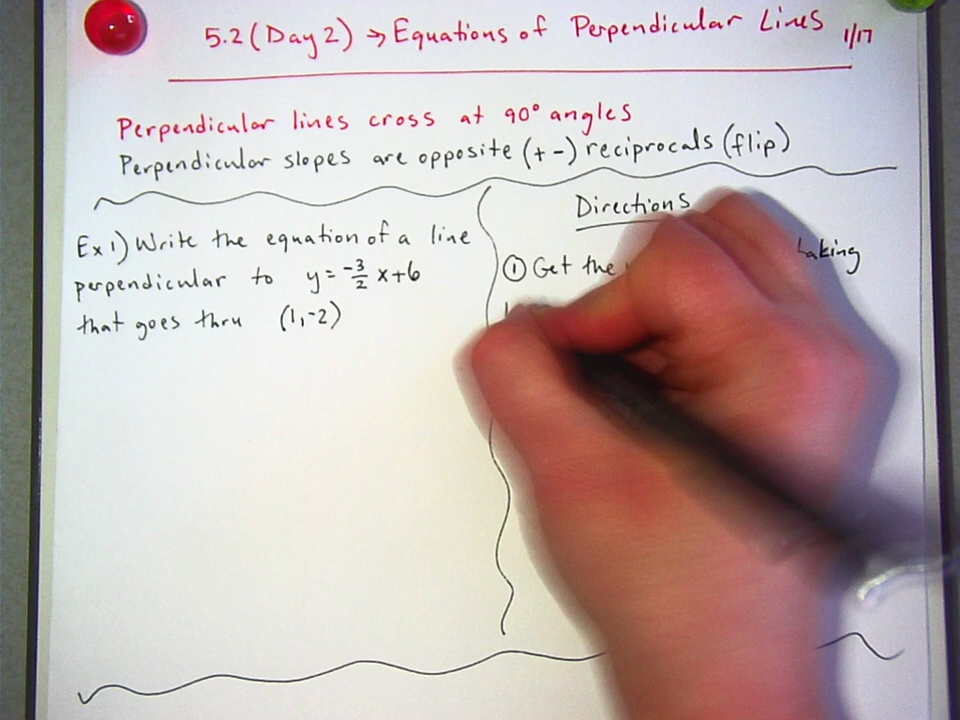 5.2 (Day 2) → Equations of Perpendicular Lines 1/17
Perpendicular lines cross at 90° angles
Perpendicular slopes are opposite (+ -) reciprocals (flip)
Ex 1) Write the equation of a line
perpendicular to y = -3/2 x + 6
that goes thru (1, -2)
Directions
① Get the taking